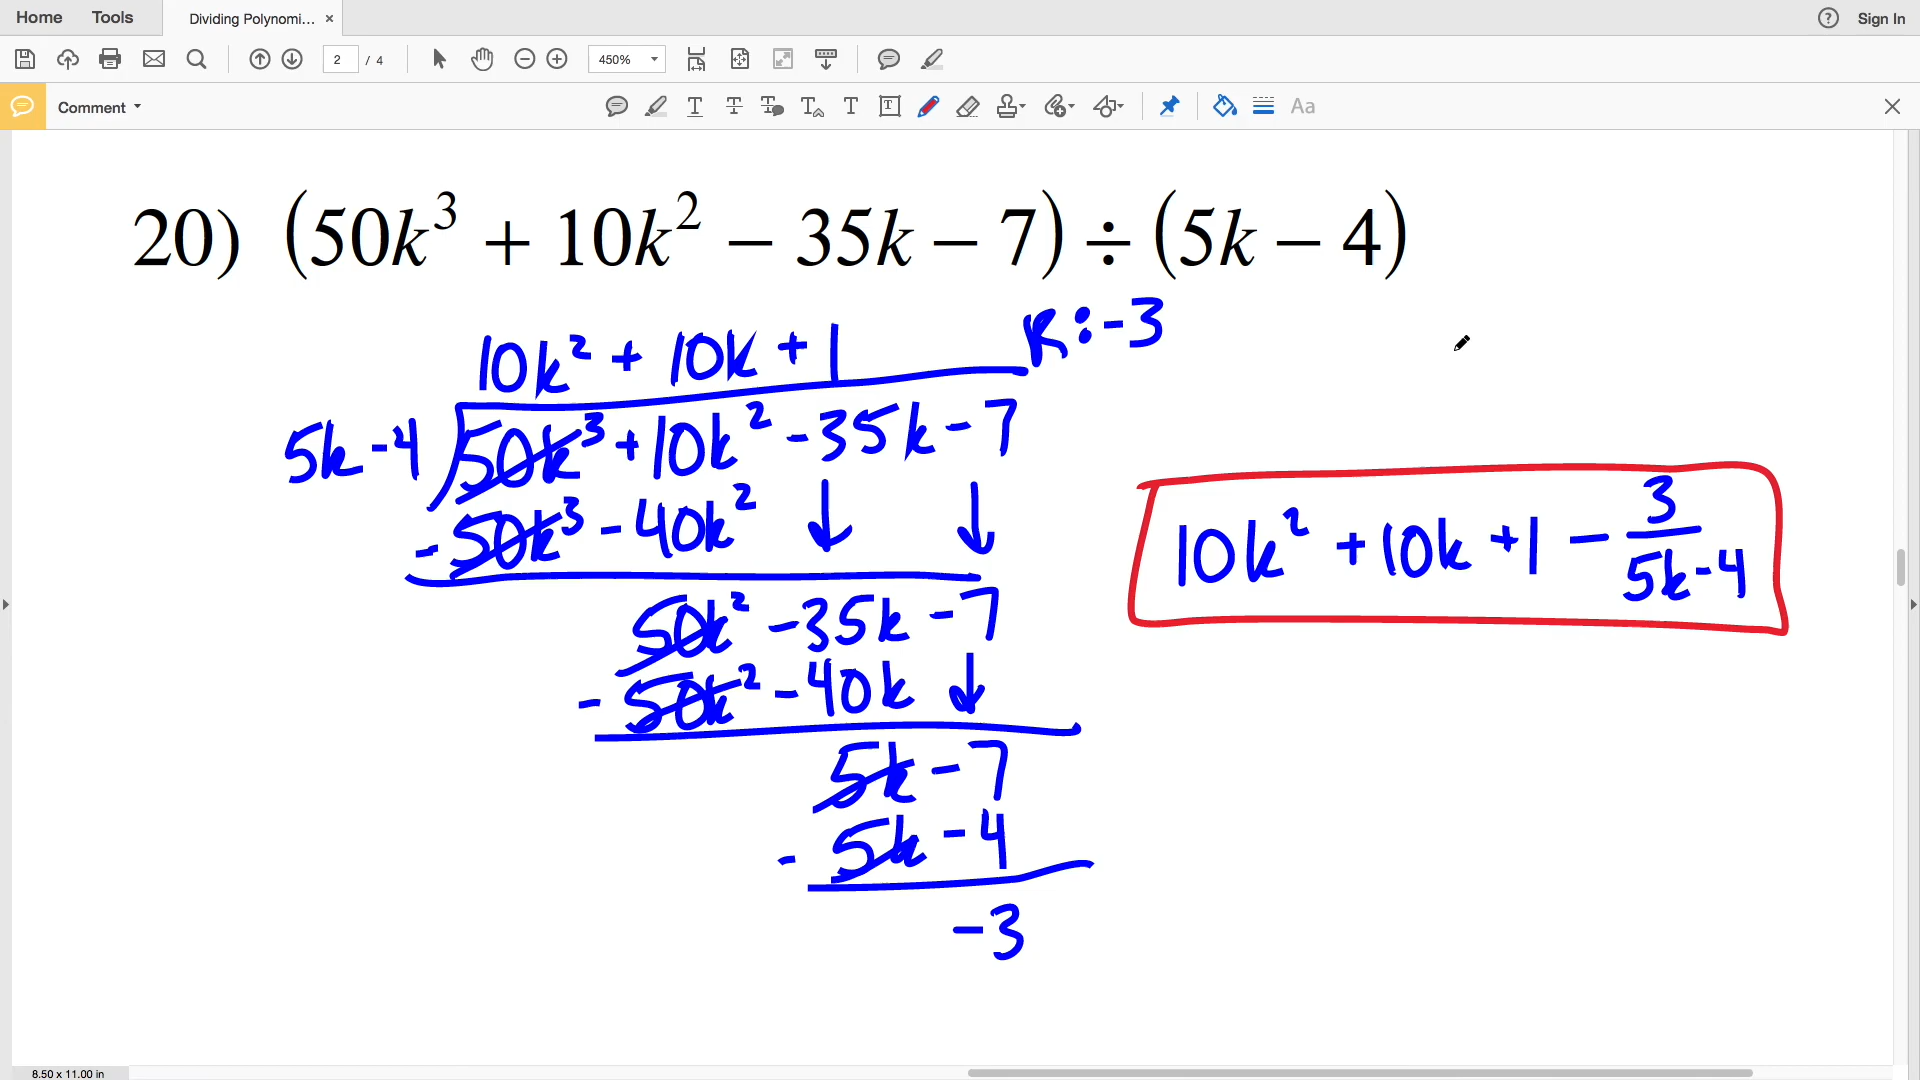 Home Tools Dividing Polynomi... × ? Sign In
2 / 4 450%
Comment T T T T T T Aa
20) (50k³ + 10k² − 35k − 7) ÷ (5k − 4)
10k² + 10k + 1 R:-3
5k-4 50k³ + 10k² - 35k - 7
- 50k³ - 40k²
10k² + 10k + 1 - 3/(5k-4)
50k² - 35k - 7
- 50k² - 40k
5k - 7
- 5k - 4
-3
8.50 x 11.00 in